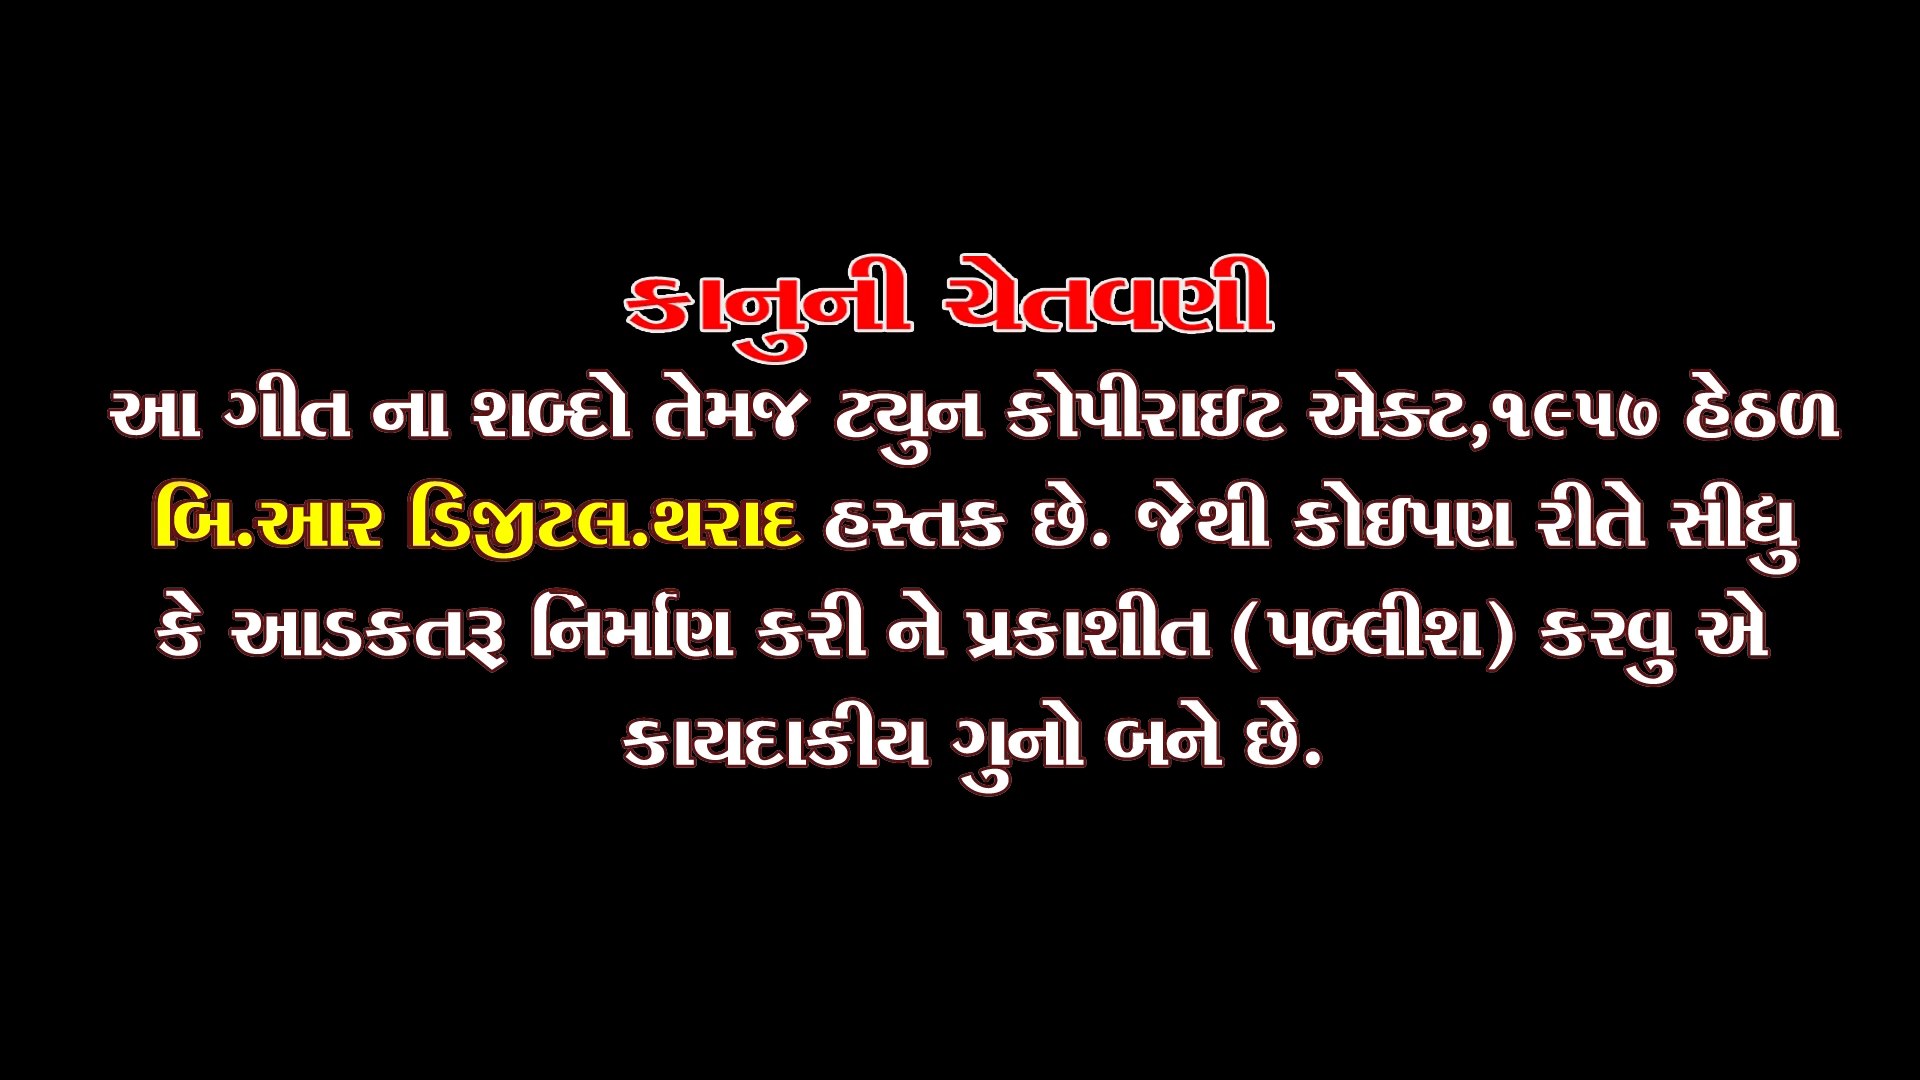 કાનુની ચેતવણી
આ ગીત ના શબ્દો તેમજ ટ્યુન કોપીરાઇટ એક્ટ,૧૯૫૭ હેઠળ
બિ.આર ડિજીટલ.થરાદ હસ્તક છે. જેથી કોઇપણ રીતે સીધુ
કે આડકતરૂ નિર્માણ કરી ને પ્રકાશીત (પબ્લીશ) કરવુ એ
કાયદાકીય ગુનો બને છે.